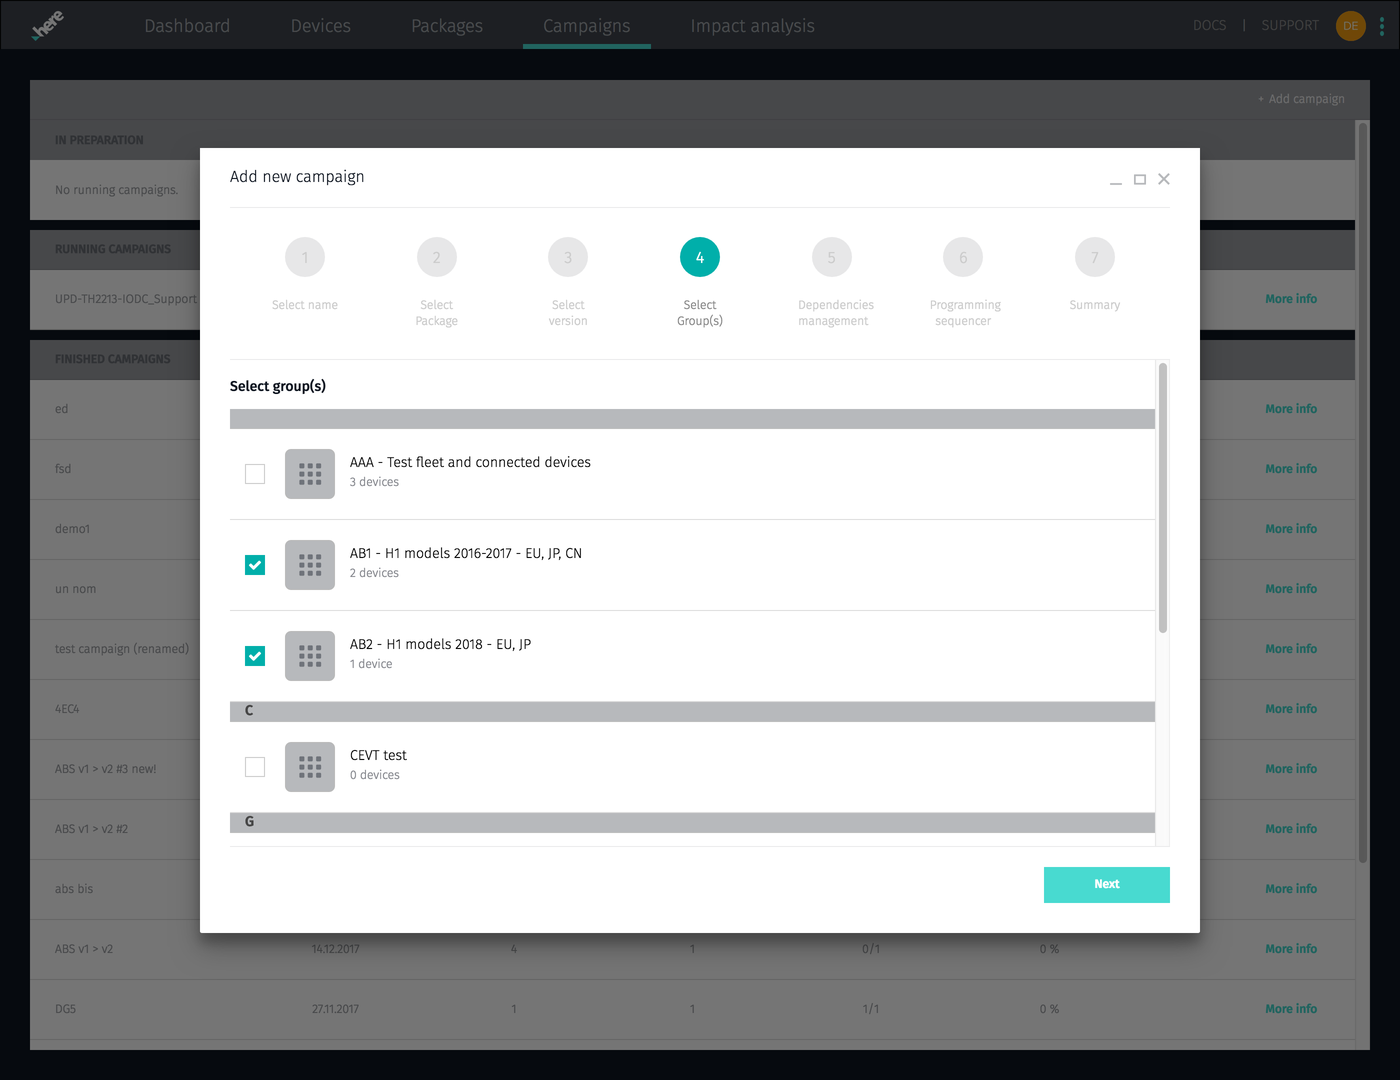 here
Dashboard
Devices
Packages
Campaigns
Impact analysis
DOCS | SUPPORT
DE
+ Add campaign
IN PREPARATION
No running campaigns.
RUNNING CAMPAIGNS
UPD-TH2213-IODC_Support
More info
FINISHED CAMPAIGNS
ed
More info
fsd
More info
demo1
More info
un nom
More info
test campaign (renamed)
More info
4EC4
More info
ABS v1 > v2 #3 new!
More info
ABS v1 > v2 #2
More info
abs bis
More info
ABS v1 > v2 14.12.2017 4 1 0/1 0 % More info
DG5 27.11.2017 1 1 1/1 0 % More info
Add new campaign
1
Select name
2
Select
Package
3
Select
version
4
Select
Group(s)
5
Dependencies
management
6
Programming
sequencer
7
Summary
Select group(s)
AAA - Test fleet and connected devices
3 devices
AB1 - H1 models 2016-2017 - EU, JP, CN
2 devices
AB2 - H1 models 2018 - EU, JP
1 device
C
CEVT test
0 devices
G
Next